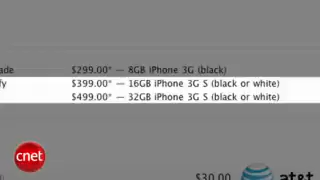 ade $299.00* — 8GB iPhone 3G (black)
fy $399.00* — 16GB iPhone 3G S (black or white)
$499.00* — 32GB iPhone 3G S (black or white)
cnet
$30.00 at&t